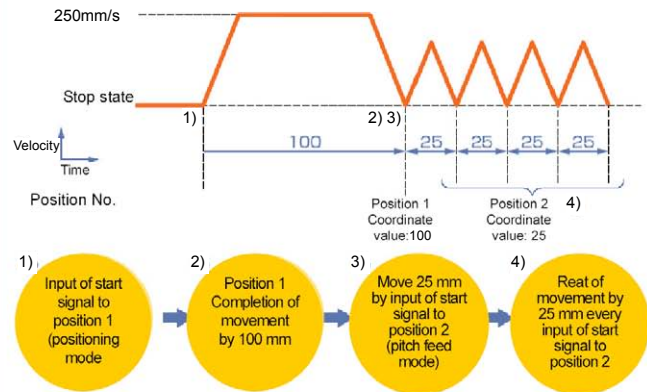 250mm/s
Stop state
1)
2) 3)
Velocity
Time
100
25
25
25
25
Position No.
Position 1
Coordinate
value:100
Position 2
Coordinate
value: 25
4)
1)
Input of start
signal to
position 1
(positioning
mode
2)
Position 1
Completion of
movement
by 100 mm
3)
Move 25 mm
by input of start
signal to
position 2
(pitch feed
mode)
4)
Reat of
movement by
25 mm every
input of start
signal to
position 2